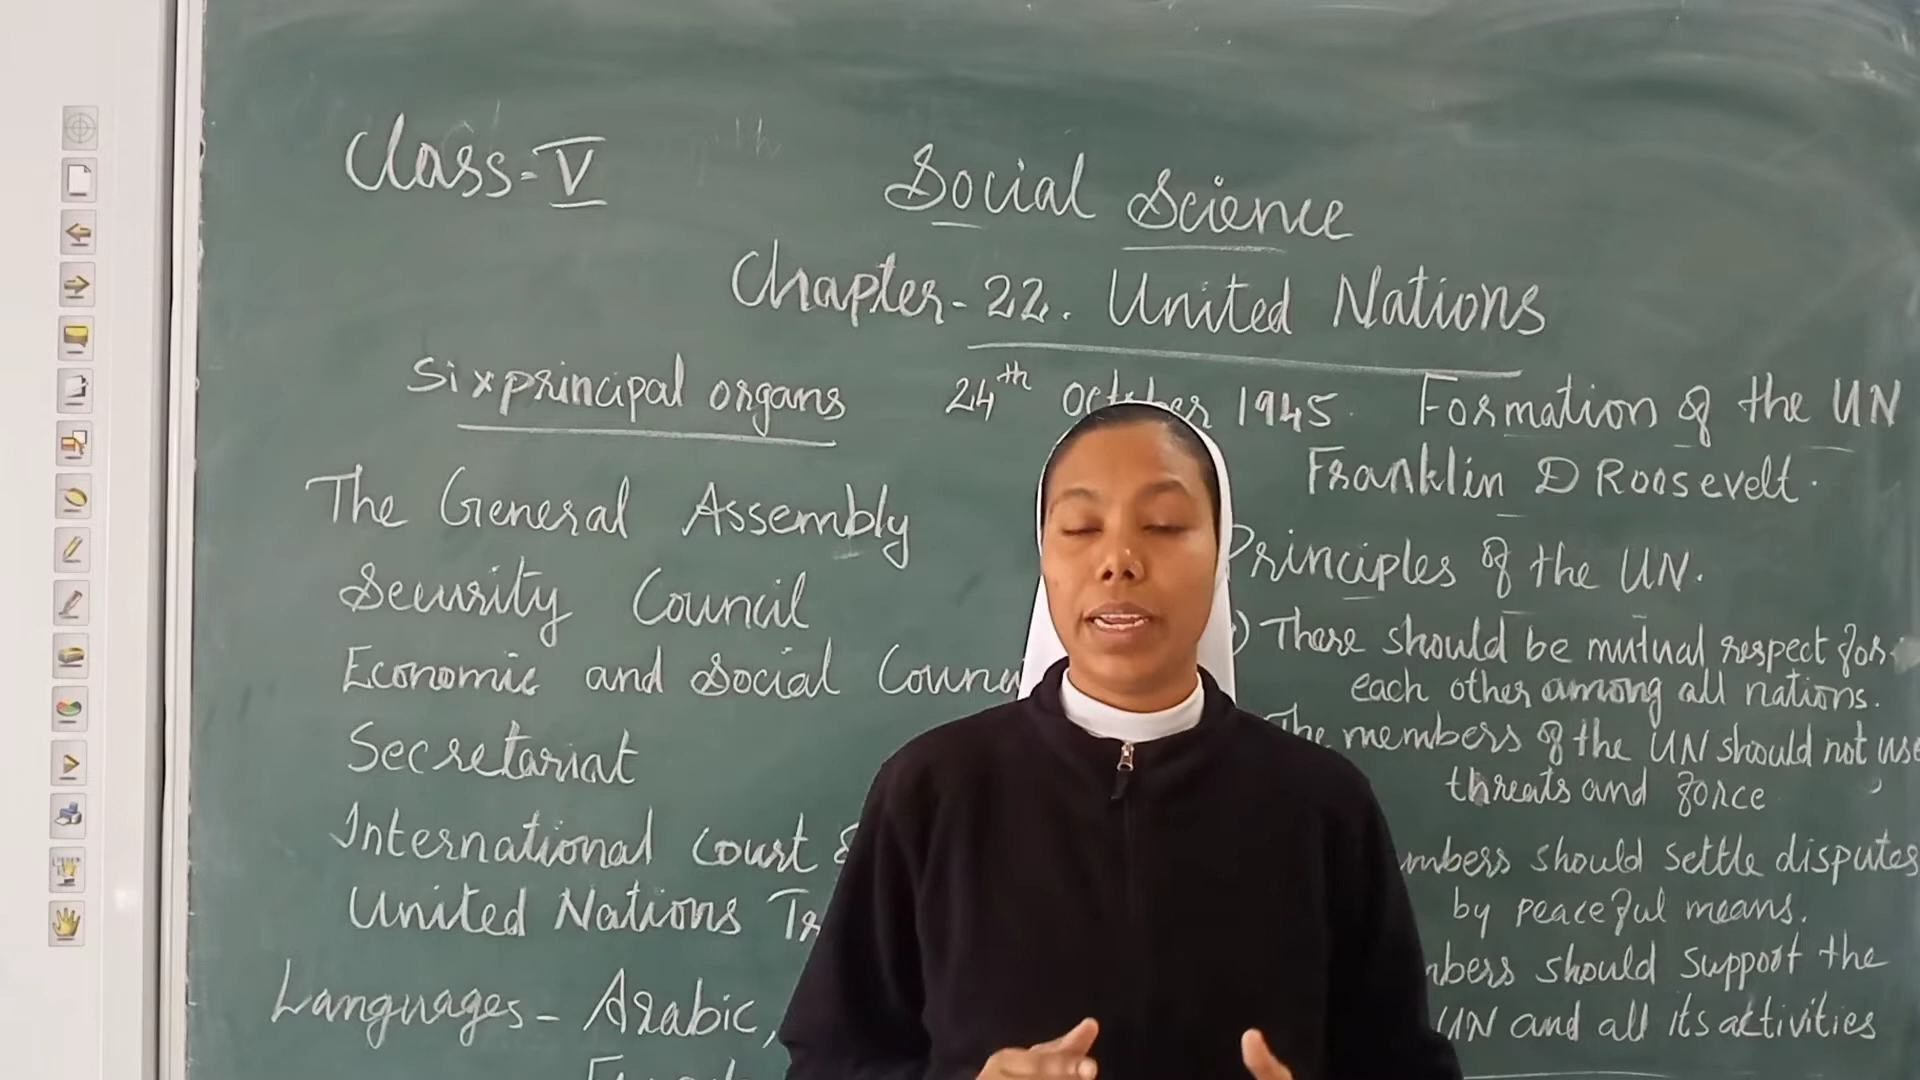 Class-V
Social Science
Chapter-22. United Nations
Six principal organs
The General Assembly
Security Council
Economic and Social
Secretariat
International Court
United Nations
Languages - Arabic,
24th October 1945. Formation of the UN
Franklin D Roosevelt.
Principles of the UN.
) There should be mutual respect for
each other among all nations.
The members of the UN should not use
threats and force
should settle disputes
by peaceful means.
should support the
UN and all its activities